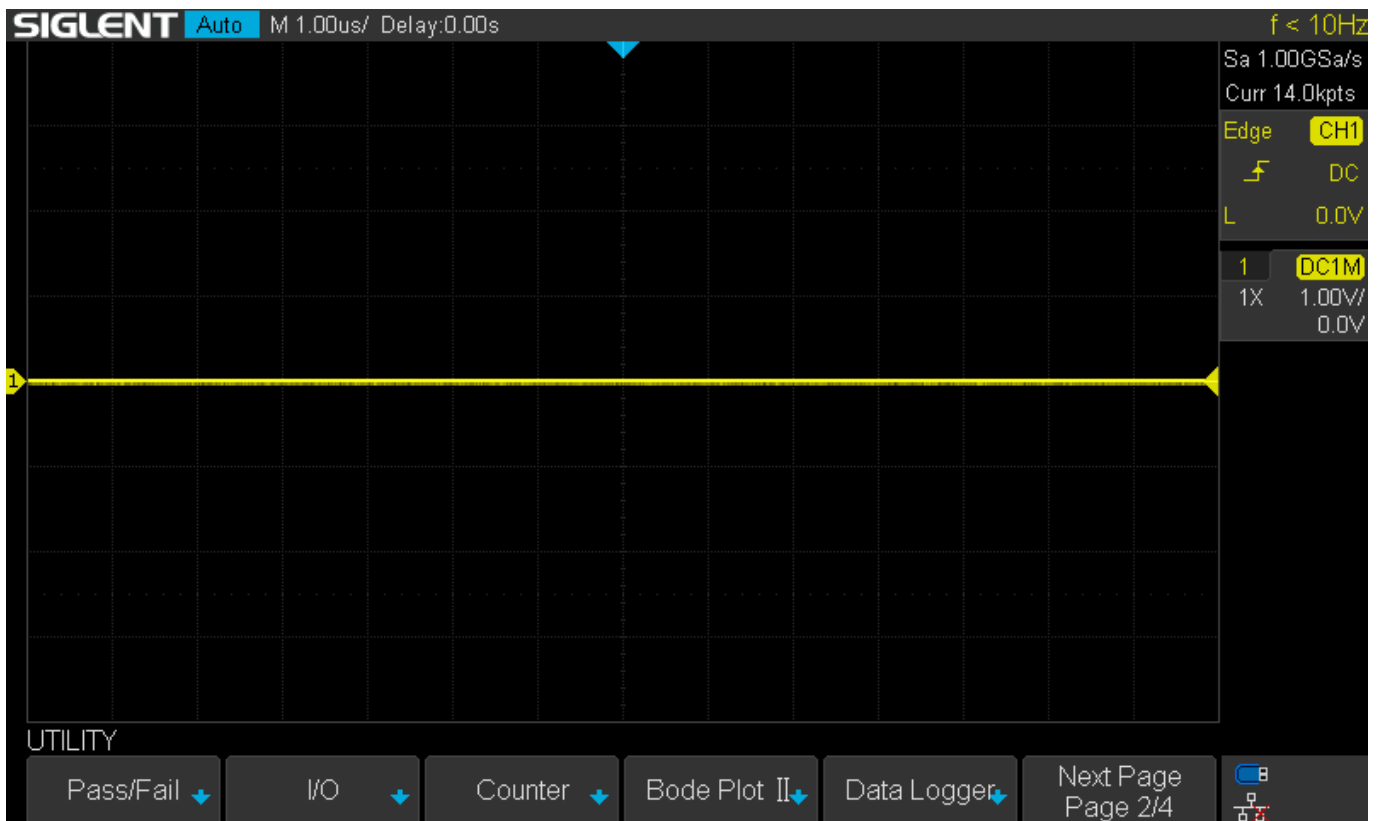 SIGLENT Auto M 1.00us/ Delay:0.00s f < 10Hz
Sa 1.00GSa/s
Curr 14.0kpts
Edge CH1
DC
L 0.0V
1 DC1M
1X 1.00V/
0.0V
1
UTILITY
Pass/Fail I/O Counter Bode Plot II Data Logger Next Page
Page 2/4